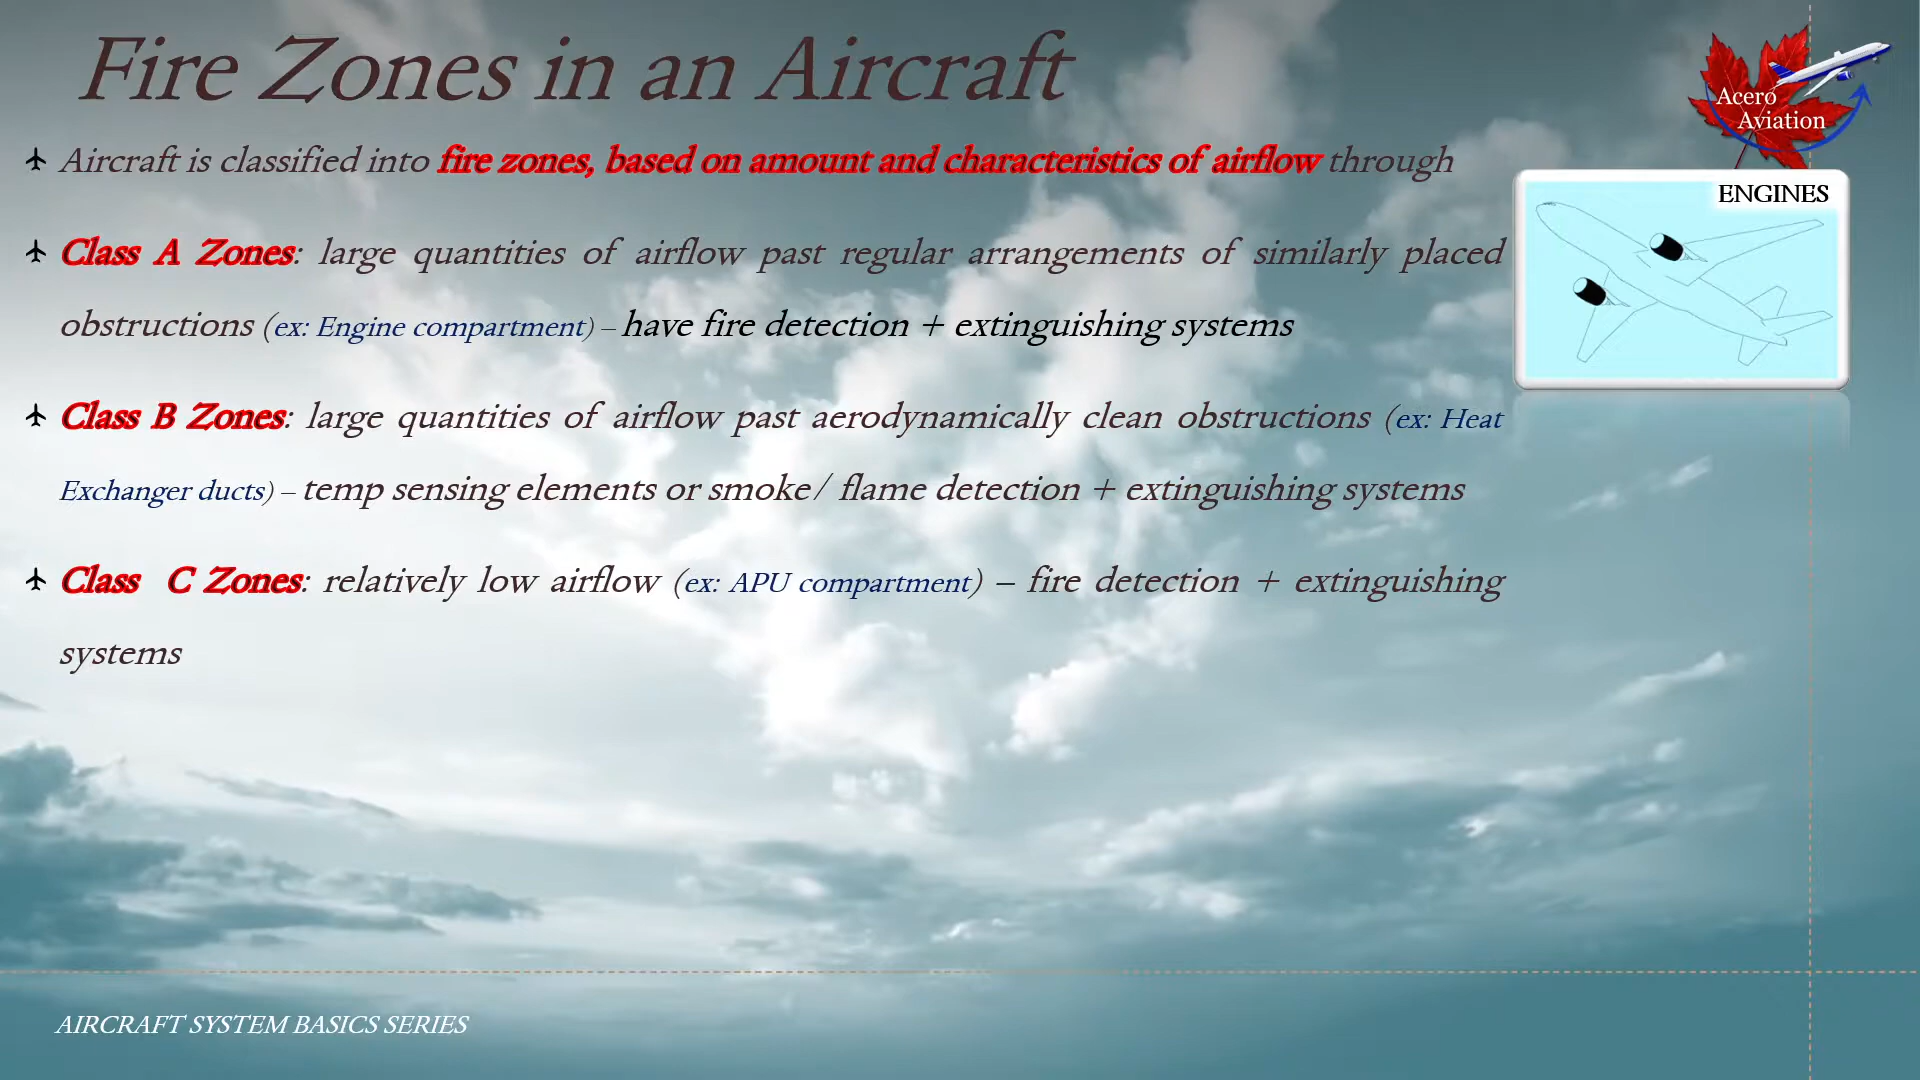 Fire Zones in an Aircraft
Acero
Aviation
Aircraft is classified into fire zones, based on amount and characteristics of airflow through
ENGINES
Class A Zones: large quantities of airflow past regular arrangements of similarly placed
obstructions (ex: Engine compartment) – have fire detection + extinguishing systems
Class B Zones: large quantities of airflow past aerodynamically clean obstructions (ex: Heat
Exchanger ducts) – temp sensing elements or smoke/ flame detection + extinguishing systems
Class C Zones: relatively low airflow (ex: APU compartment) – fire detection + extinguishing
systems
AIRCRAFT SYSTEM BASICS SERIES